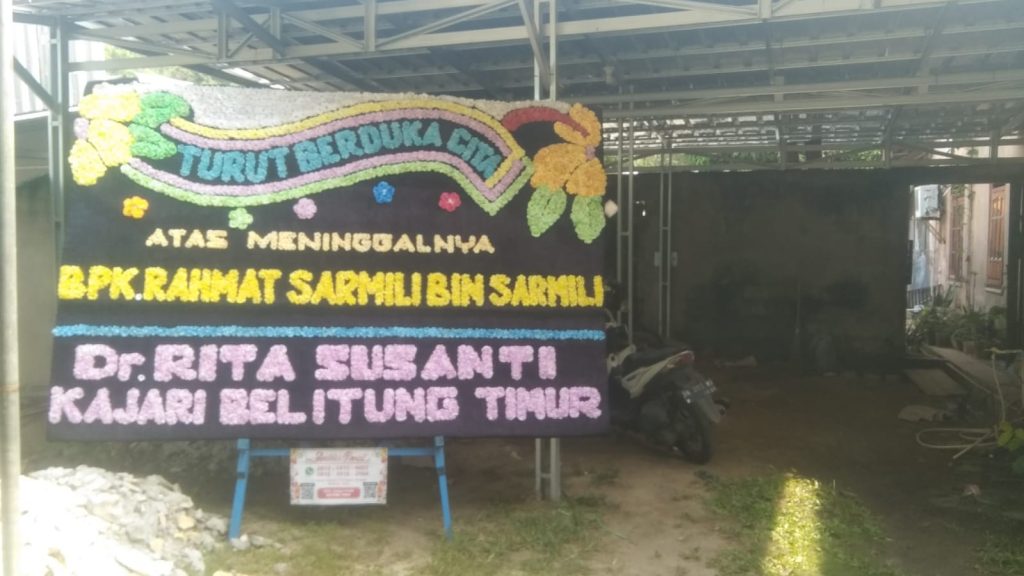 TURUT BERDUKA CITA
ATAS MENINGGALNYA
BPK.RAHMAT SARMILI BIN SARMILI
Dr.RITA SUSANTI
KAJARI BELITUNG TIMUR